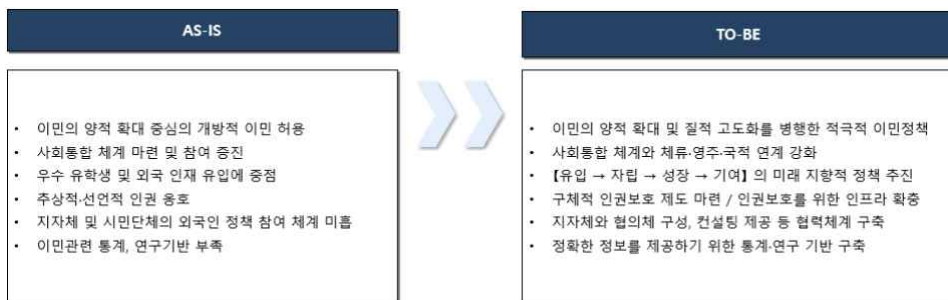 AS-IS
• 이민의 양적 확대 중심의 개방적 이민 허용
• 사회통합 체계 마련 및 참여 증진
• 우수 유학생 및 외국 인재 유입에 중점
• 추상적·선언적 인권 옹호
• 지자체 및 시민단체의 외국인 정책 참여 체계 미흡
• 이민관련 통계, 연구기반 부족
TO-BE
• 이민의 양적 확대 및 질적 고도화를 병행한 적극적 이민정책
• 사회통합 체계와 체류·영주·국적 연계 강화
• 【유입 → 자립 → 성장 → 기여】의 미래 지향적 정책 추진
• 구체적 인권보호 제도 마련 / 인권보호를 위한 인프라 확충
• 지자체와 협의체 구성, 컨설팅 제공 등 협력체계 구축
• 정확한 정보를 제공하기 위한 통계·연구 기반 구축